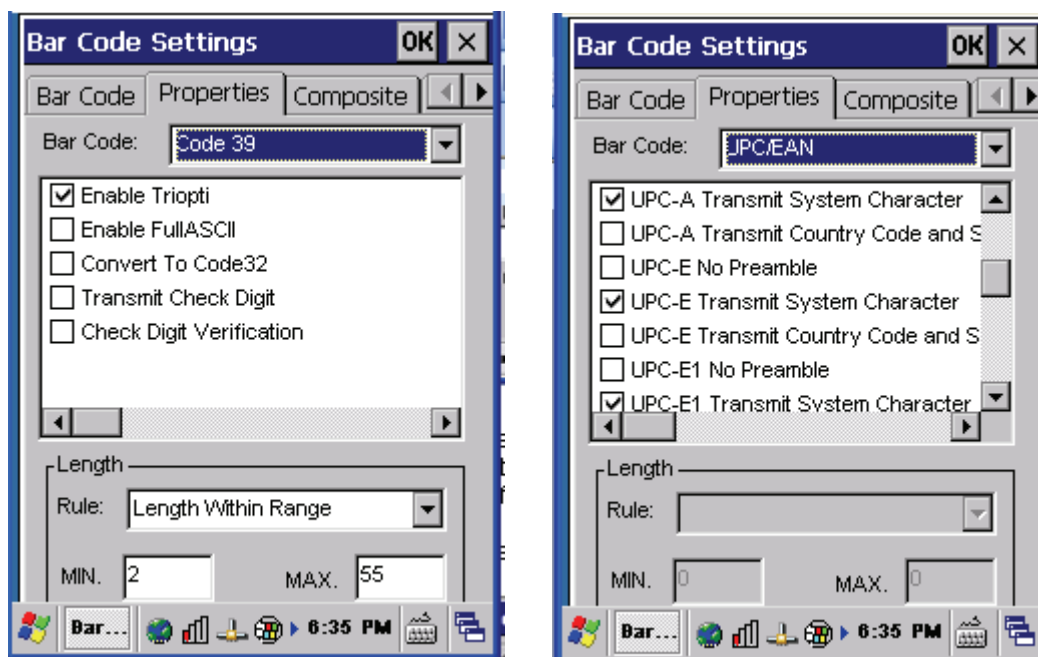 Bar Code Settings OK
Bar Code Properties Composite
Bar Code: Code 39
Enable Triopti
Enable FullASCII
Convert To Code32
Transmit Check Digit
Check Digit Verification
Length
Rule: Length Within Range
MIN. 2 MAX. 55
Bar... 6:35 PM
Bar Code Settings OK
Bar Code Properties Composite
Bar Code: UPC/EAN
UPC-A Transmit System Character
UPC-A Transmit Country Code and S
UPC-E No Preamble
UPC-E Transmit System Character
UPC-E Transmit Country Code and S
UPC-E1 No Preamble
UPC-E1 Transmit System Character
Length
Rule:
MIN. 0 MAX. 0
Bar... 6:35 PM